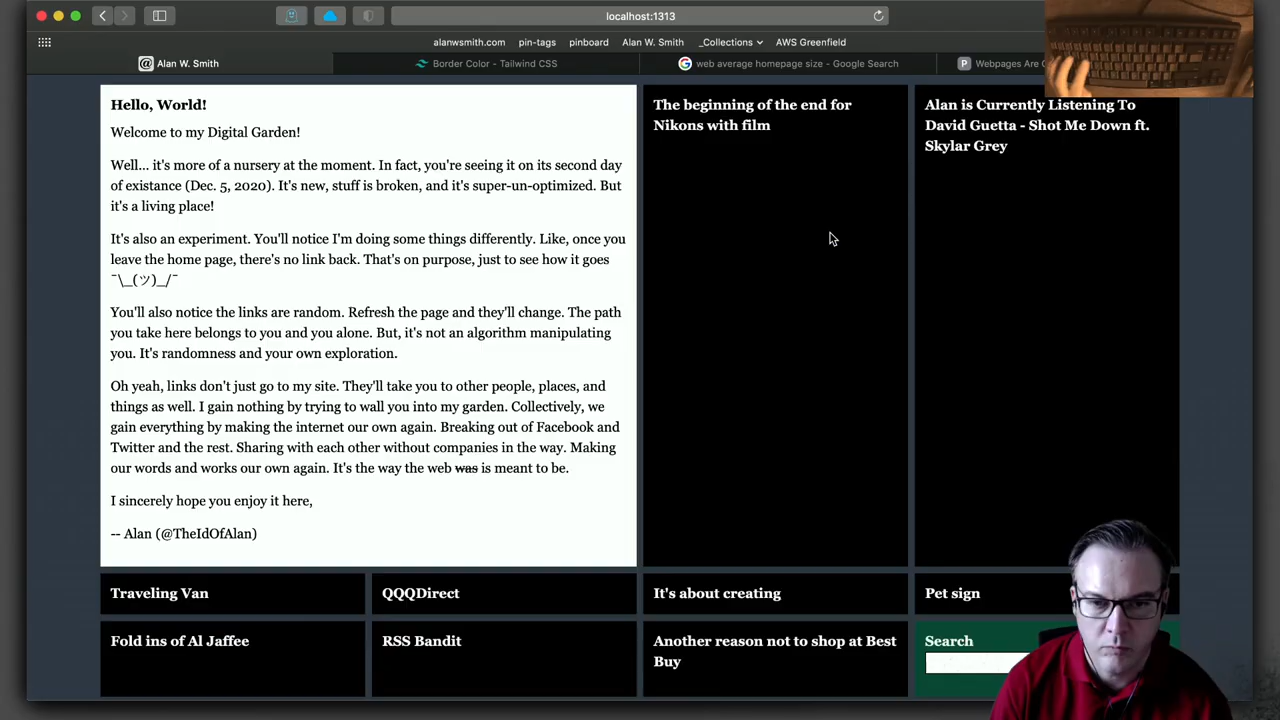 localhost:1313
alanwsmith.com pin-tags pinboard Alan W. Smith _Collections AWS Greenfield
Alan W. Smith
Border Color - Tailwind CSS
web average homepage size - Google Search
Webpages Are
Hello, World!
Welcome to my Digital Garden!
Well... it's more of a nursery at the moment. In fact, you're seeing it on its second day
of existance (Dec. 5, 2020). It's new, stuff is broken, and it's super-un-optimized. But
it's a living place!
It's also an experiment. You'll notice I'm doing some things differently. Like, once you
leave the home page, there's no link back. That's on purpose, just to see how it goes
¯\_(ツ)_/¯
You'll also notice the links are random. Refresh the page and they'll change. The path
you take here belongs to you and you alone. But, it's not an algorithm manipulating
you. It's randomness and your own exploration.
Oh yeah, links don't just go to my site. They'll take you to other people, places, and
things as well. I gain nothing by trying to wall you into my garden. Collectively, we
gain everything by making the internet our own again. Breaking out of Facebook and
Twitter and the rest. Sharing with each other without companies in the way. Making
our words and works our own again. It's the way the web was is meant to be.
I sincerely hope you enjoy it here,
-- Alan (@TheIdOfAlan)
The beginning of the end for
Nikons with film
Alan is Currently Listening To
David Guetta - Shot Me Down ft.
Skylar Grey
Traveling Van
QQQDirect
It's about creating
Pet sign
Fold ins of Al Jaffee
RSS Bandit
Another reason not to shop at Best
Buy
Search